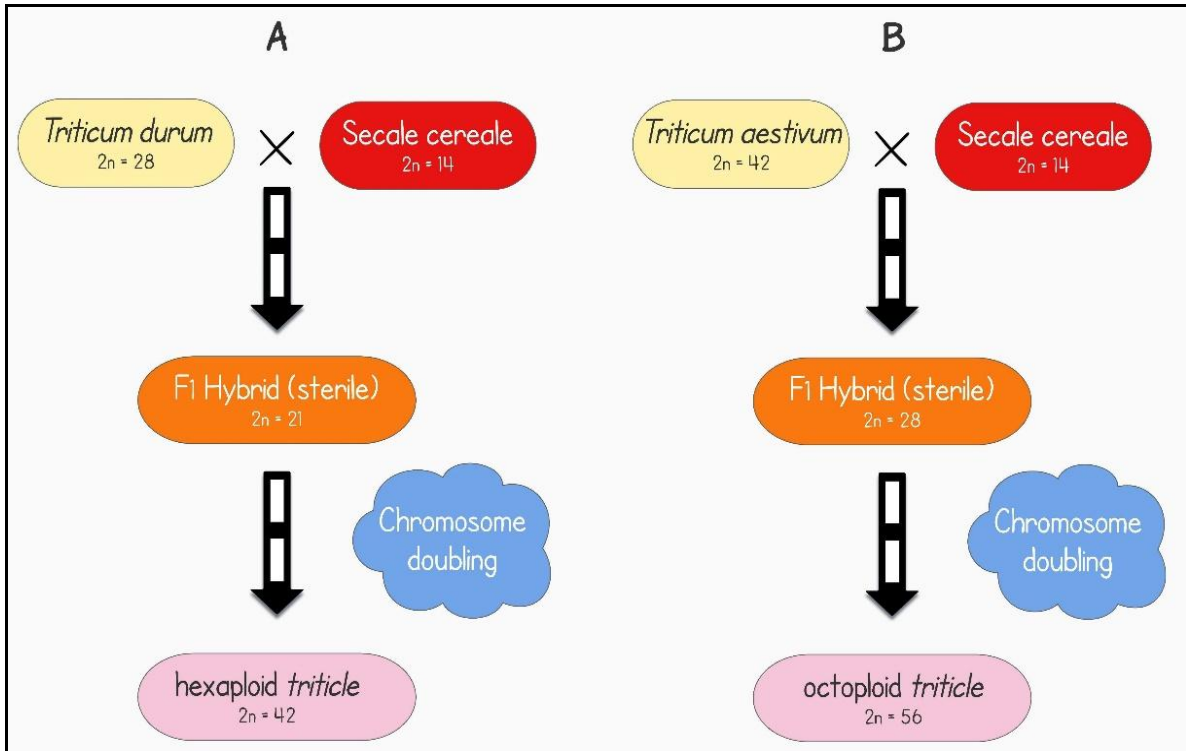 A
Triticum durum
2n = 28
Secale cereale
2n = 14
F1 Hybrid (sterile)
2n = 21
Chromosome
doubling
hexaploid triticle
2n = 42
B
Triticum aestivum
2n = 42
Secale cereale
2n = 14
F1 Hybrid (sterile)
2n = 28
Chromosome
doubling
octoploid triticle
2n = 56